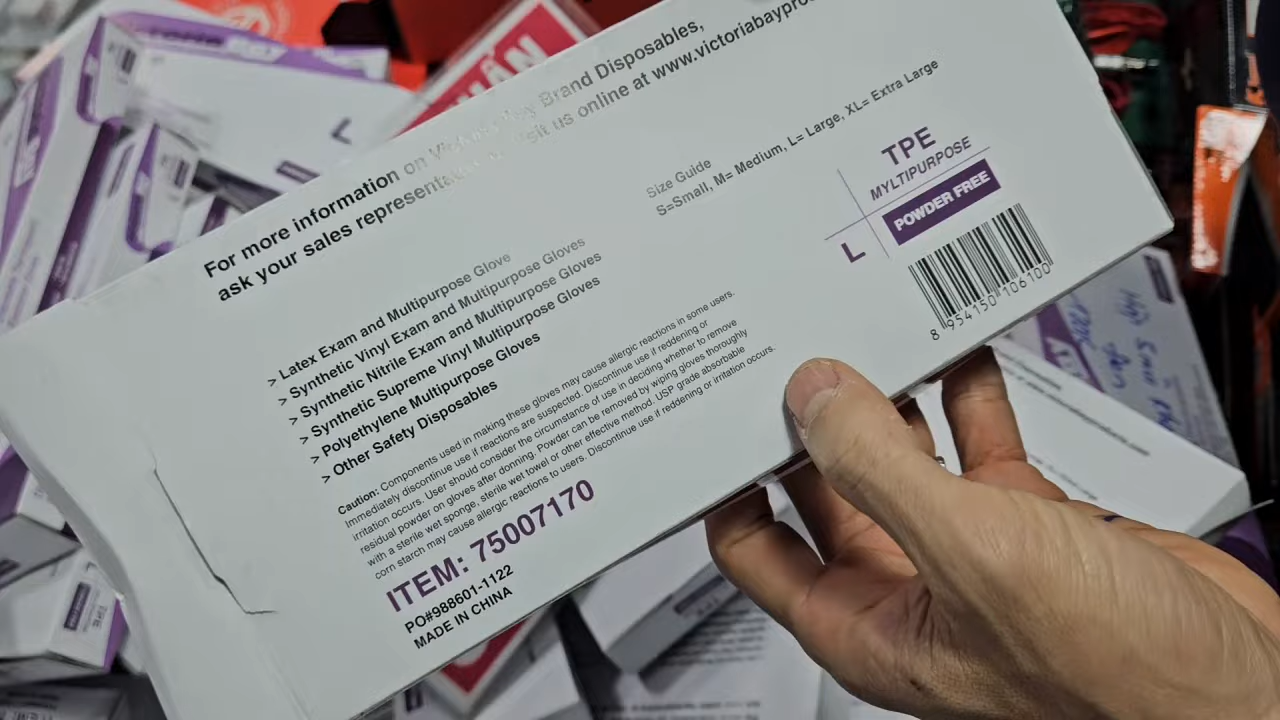 For more information on Victoria Bay Brand Disposables,
ask your sales representa visit us online at www.victoriabaypro
Size Guide
S=Small, M= Medium, L= Large, XL= Extra Large
TPE
MYLTIPURPOSE
POWDER FREE
L
8 954150 106100
> Latex Exam and Multipurpose Glove
> Synthetic Vinyl Exam and Multipurpose Gloves
> Synthetic Nitrile Exam and Multipurpose Gloves
> Synthetic Supreme Vinyl Multipurpose Gloves
> Polyethylene Multipurpose Gloves
> Other Safety Disposables
Caution: Components used in making these gloves may cause allergic reactions in some users.
Immediately discontinue use if reactions are suspected. Discontinue use if reddening or
irritation occurs. User should consider the circumstance of use in deciding whether to remove
residual powder on gloves after donning. Powder can be removed by wiping gloves thoroughly
with a sterile wet sponge, sterile wet towel or other effective method. USP grade absorbable
corn starch may cause allergic reactions to users. Discontinue use if reddening or irritation occurs.
ITEM: 75007170
PO#988601-1122
MADE IN CHINA
L